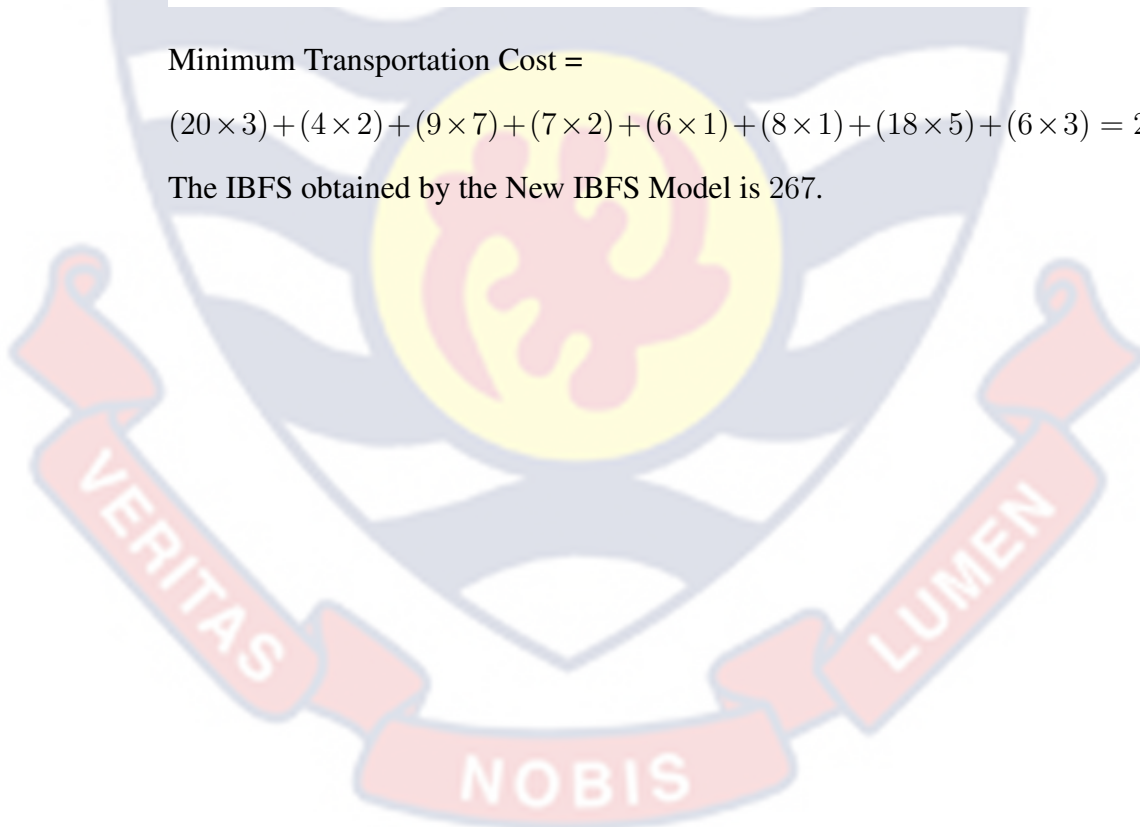 Minimum Transportation Cost =
(20×3)+(4×2)+(9×7)+(7×2)+(6×1)+(8×1)+(18×5)+(6×3) = 2
The IBFS obtained by the New IBFS Model is 267.
VERITAS
NOBIS
LUMEN